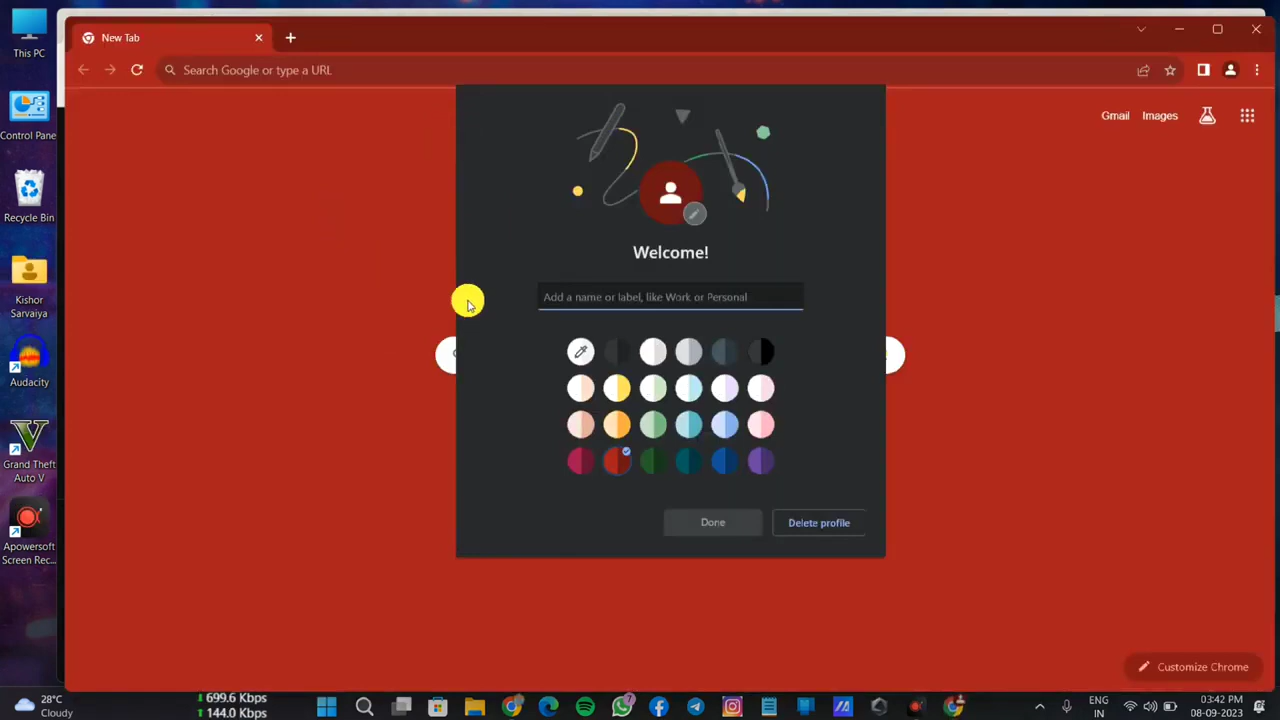 This PC
Control Pane
Recycle Bin
Kishor
Sarvaiya
Audacity
Grand Theft
Auto V
Apowersoft
Screen Rec...
New Tab
Search Google or type a URL
Gmail
Images
Welcome!
Add a name or label, like Work or Personal
Done
Delete profile
Customize Chrome
28°C
Cloudy
699.6 Kbps
144.0 Kbps
7
ENG
IN
03:42 PM
08-09-2023